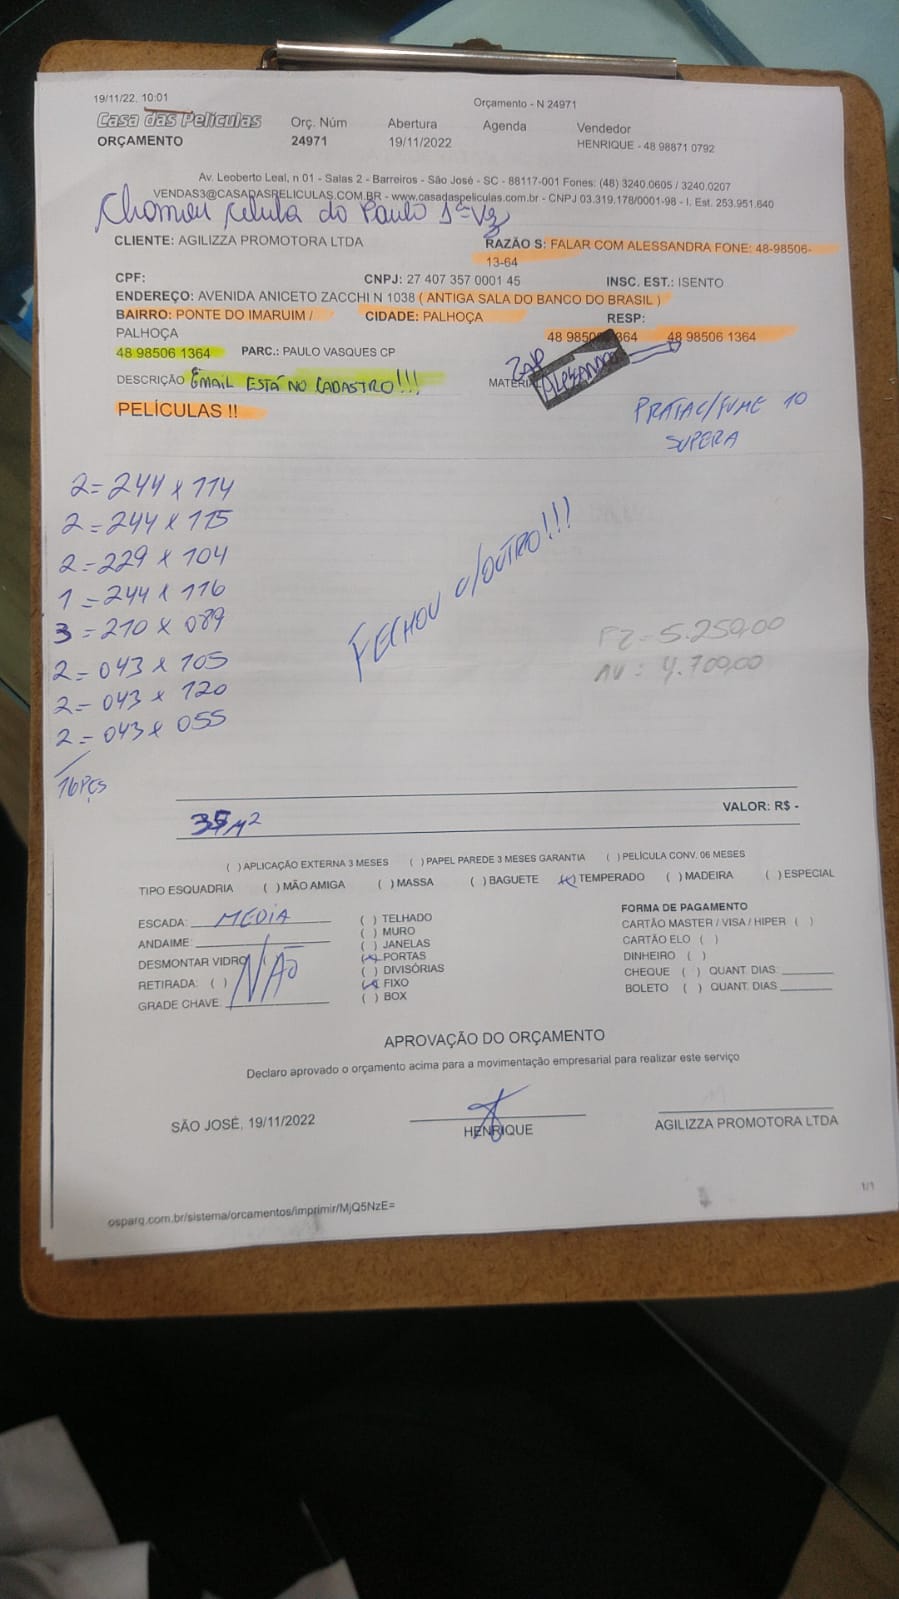 19/11/22, 10:01
Orçamento - N 24971
Casa das Películas
ORÇAMENTO
Orç. Núm
24971
Abertura
19/11/2022
Agenda
Vendedor
HENRIQUE - 48 98871 0792
Av. Leoberto Leal, n 01 - Salas 2 - Barreiros - São José - SC - 88117-001 Fones: (48) 3240.0605 / 3240.0207
VENDAS3@CASADASPELICULAS.COM.BR - www.casadaspeliculas.com.br - CNPJ 03.319.178/0001-98 - I. Est. 253.951.640
do Paulo 1ª Vz
CLIENTE: AGILIZZA PROMOTORA LTDA
RAZÃO S: FALAR COM ALESSANDRA FONE: 48-98506-
13-64
CPF:
CNPJ: 27 407 357 0001 45
INSC. EST.: ISENTO
ENDEREÇO: AVENIDA ANICETO ZACCHI N 1038 ( ANTIGA SALA DO BANCO DO BRASIL )
BAIRRO: PONTE DO IMARUIM /
PALHOÇA
CIDADE: PALHOÇA
RESP:
48 98506 1364
48 98506 1364
48 98506 1364
PARC.: PAULO VASQUES CP
DESCRIÇÃO EMAIL ESTÁ NO CADASTRO!!!
MATERIAL
ZAP
PELÍCULAS !!
PRATA C/FUME 10
SUPERA
2 = 244 x 114
2 = 244 x 115
2 = 229 x 104
1 = 244 x 116
3 = 210 x 089
2 = 043 x 105
2 = 043 x 120
2 = 043 x 055
16 PÇS
FECHOU C/OUTRO!!!
PZ = 5.250,00
AV : 4.700,00
M²
VALOR: R$ -
( ) APLICAÇÃO EXTERNA 3 MESES ( ) PAPEL PAREDE 3 MESES GARANTIA ( ) PELÍCULA CONV. 06 MESES
TIPO ESQUADRIA ( ) MÃO AMIGA ( ) MASSA ( ) BAGUETE (x) TEMPERADO ( ) MADEIRA ( ) ESPECIAL
ESCADA: MEDIA
ANDAIME:
DESMONTAR VIDRO
RETIRADA: ( )
GRADE CHAVE:
NÃO
( ) TELHADO
( ) MURO
( ) JANELAS
(x) PORTAS
( ) DIVISÓRIAS
(x) FIXO
( ) BOX
FORMA DE PAGAMENTO
CARTÃO MASTER / VISA / HIPER ( )
CARTÃO ELO ( )
DINHEIRO ( )
CHEQUE ( ) QUANT. DIAS:
BOLETO ( ) QUANT. DIAS
APROVAÇÃO DO ORÇAMENTO
Declaro aprovado o orçamento acima para a movimentação empresarial para realizar este serviço
SÃO JOSÉ, 19/11/2022
HENRIQUE
AGILIZZA PROMOTORA LTDA
1/1
osparq.com.br/sistema/orcamentos/imprimir/MjQ5NzE=